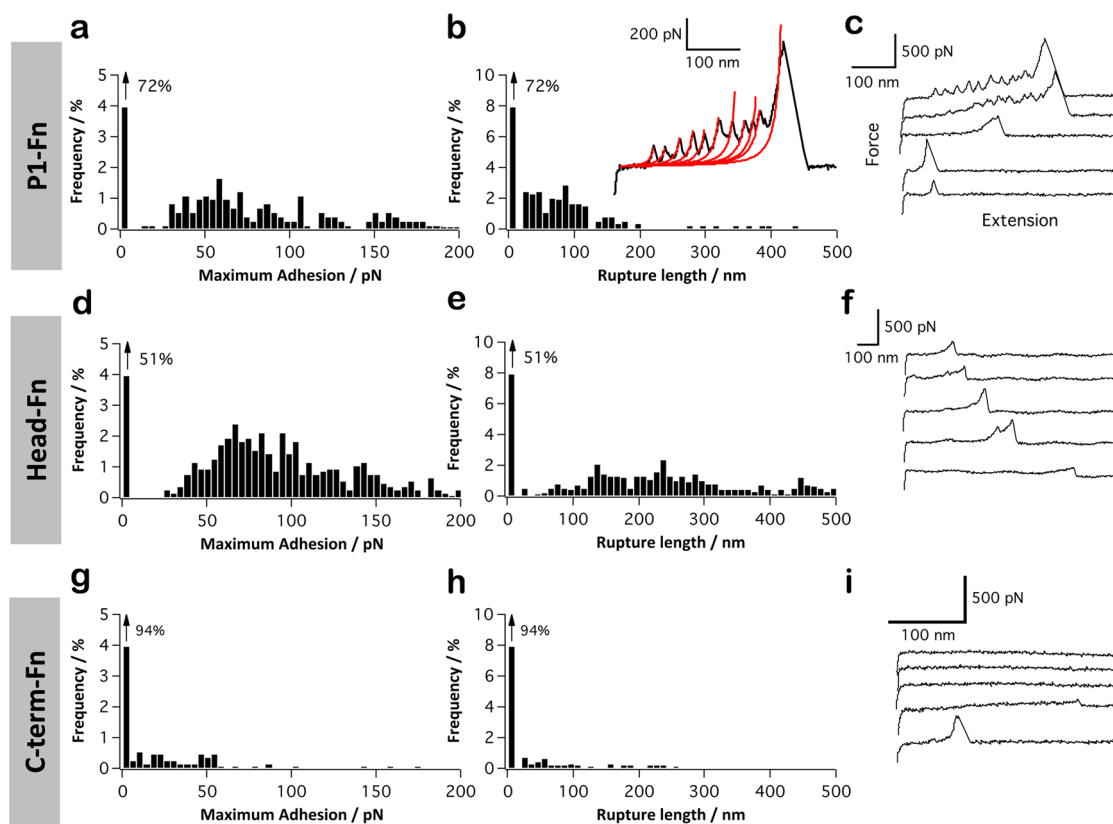 P1-Fn
a
5
4
3
2
1
0
Frequency / %
72%
0 50 100 150 200
Maximum Adhesion / pN
b
10
8
6
4
2
0
Frequency / %
72%
200 pN
100 nm
0 100 200 300 400 500
Rupture length / nm
c
500 pN
100 nm
Force
Extension
Head-Fn
d
5
4
3
2
1
0
Frequency / %
51%
0 50 100 150 200
Maximum Adhesion / pN
e
10
8
6
4
2
0
Frequency / %
51%
0 100 200 300 400 500
Rupture length / nm
f
500 pN
100 nm
C-term-Fn
g
5
4
3
2
1
0
Frequency / %
94%
0 50 100 150 200
Maximum Adhesion / pN
h
10
8
6
4
2
0
Frequency / %
94%
0 100 200 300 400 500
Rupture length / nm
i
500 pN
100 nm